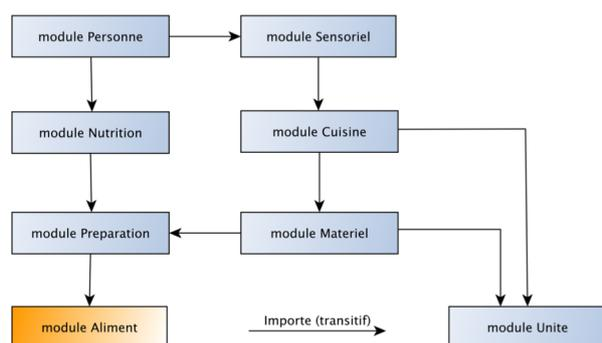 module Personne
module Sensoriel
module Nutrition
module Cuisine
module Preparation
module Materiel
module Aliment
Importe (transitif)
module Unite